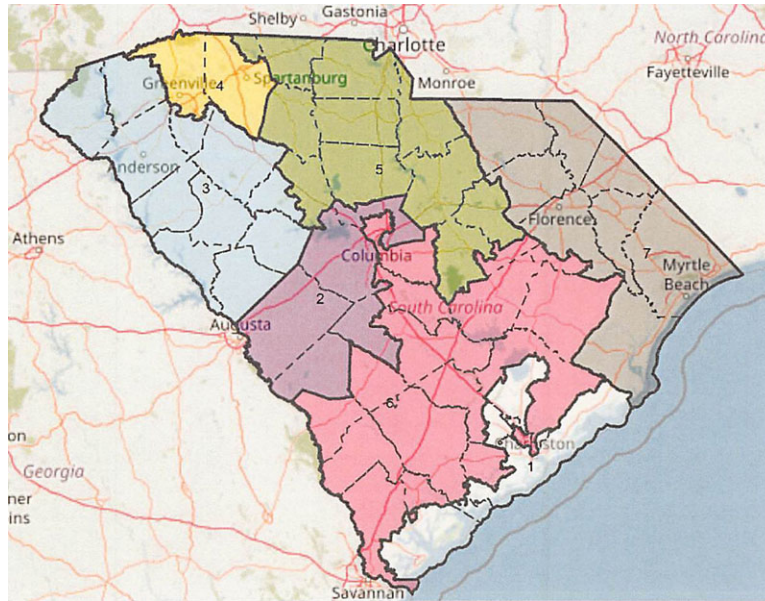 Shelby
Gastonia
Charlotte
North Carolina
Monroe
Fayetteville
Greenville
Spartanburg
4
Anderson
3
5
Florence
Athens
Columbia
7
Myrtle
Beach
2
South Carolina
Augusta
6
Charleston
1
on
Georgia
ner
ins
Savannah